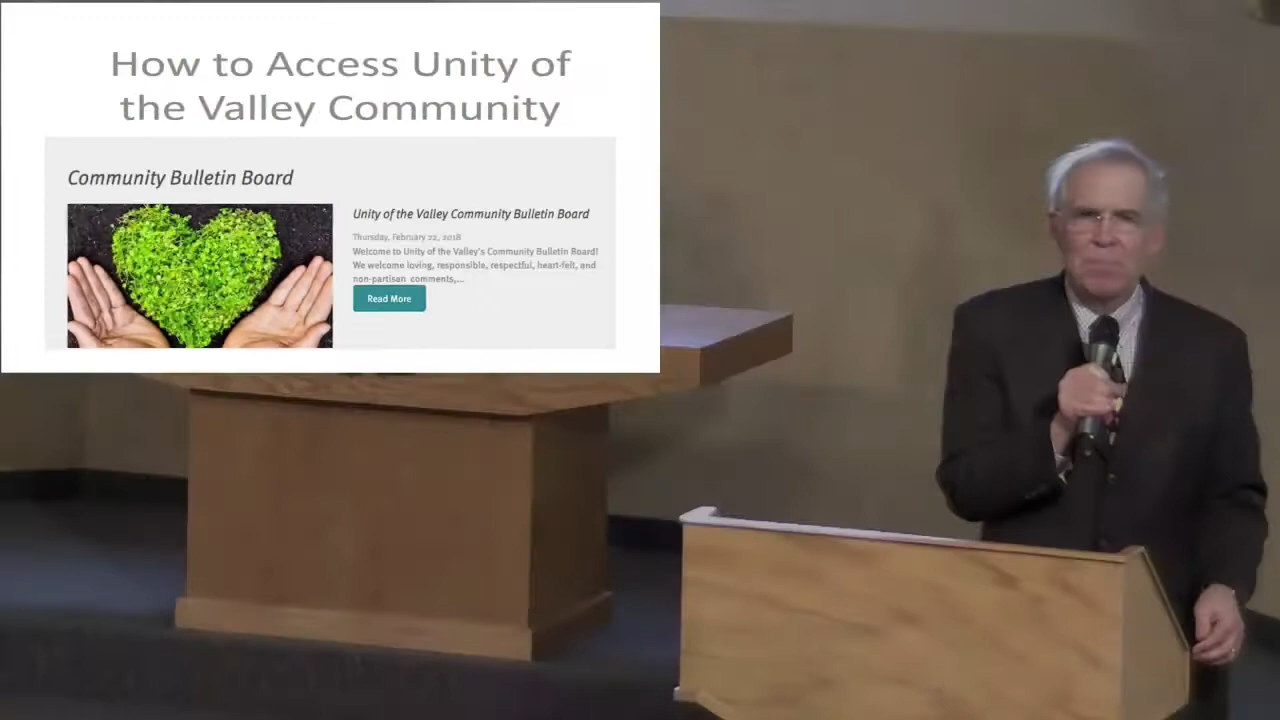 How to Access Unity of
the Valley Community
Community Bulletin Board
Unity of the Valley Community Bulletin Board
Thursday, February 22, 2018
Welcome to Unity of the Valley's Community Bulletin Board!
We welcome loving, responsible, respectful, heart-felt, and
non-partisan comments,...
Read More